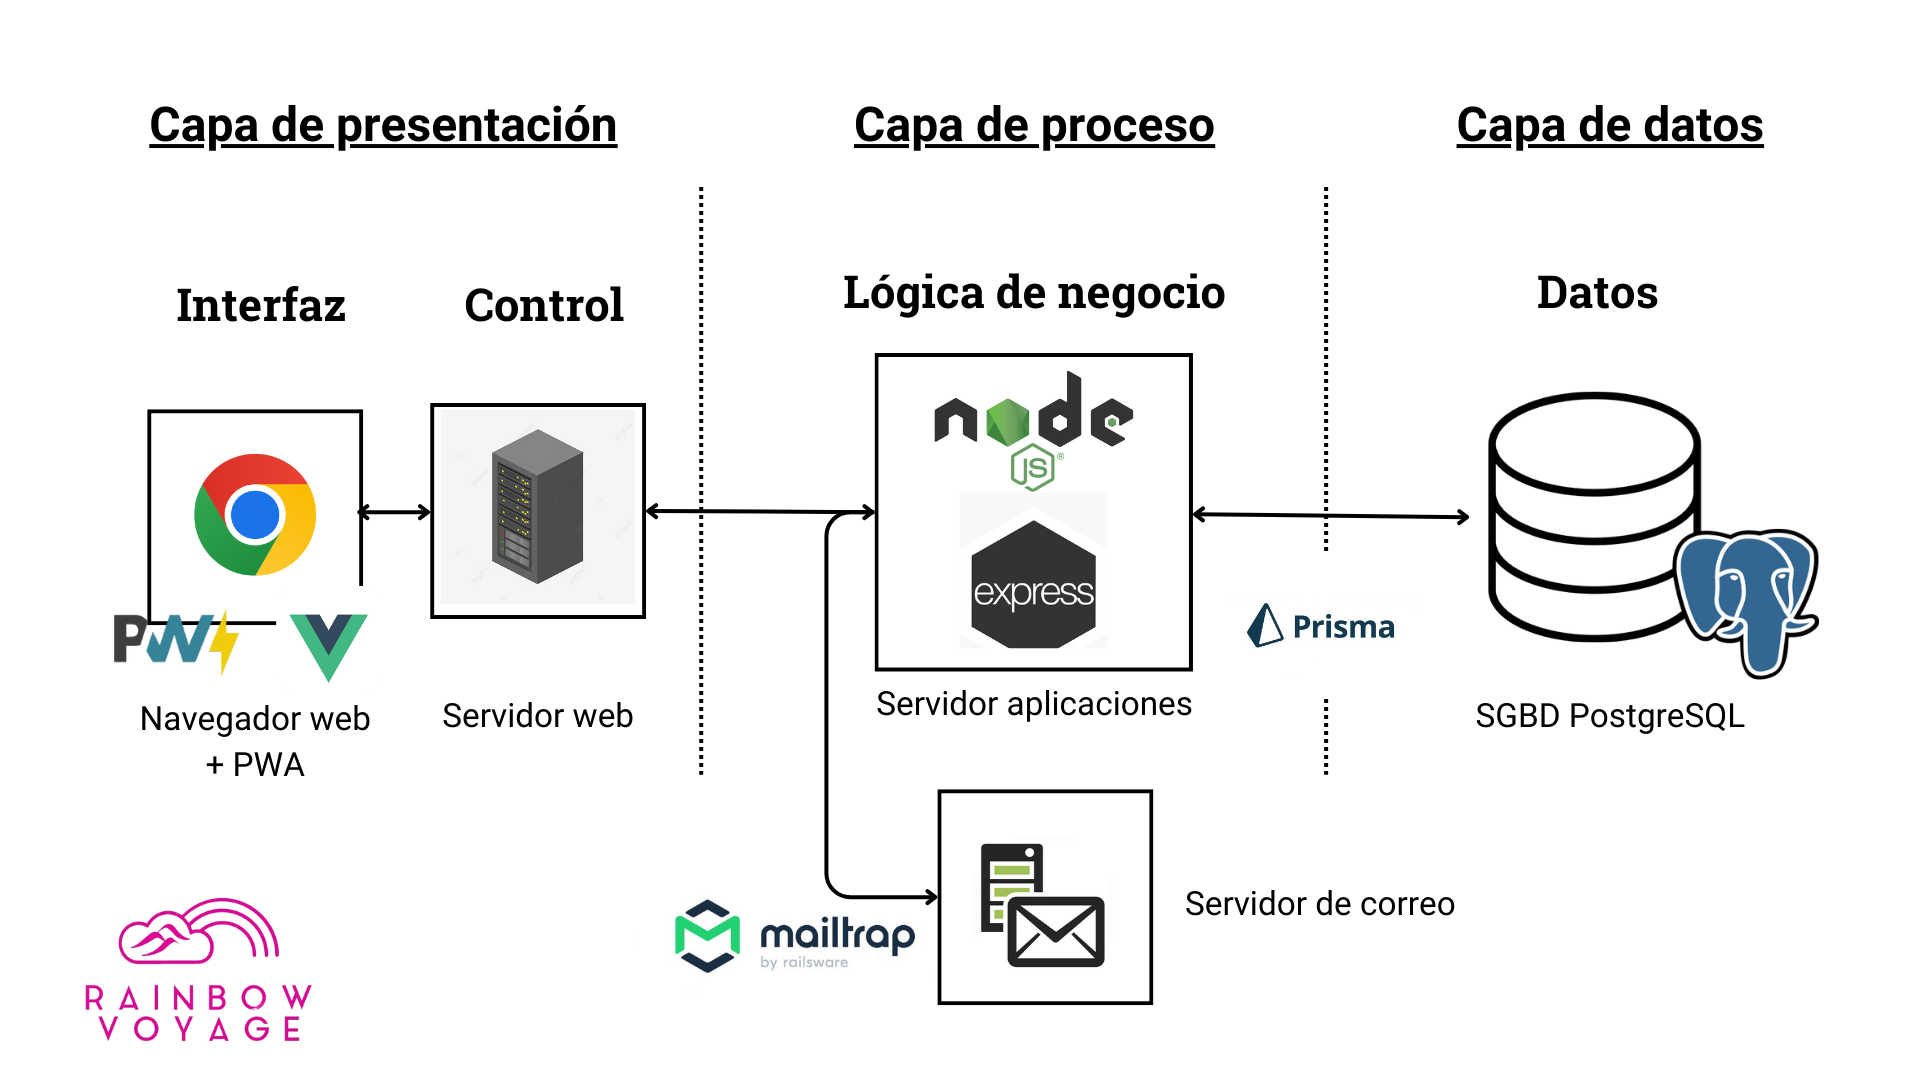 Capa de presentación
Capa de proceso
Capa de datos
Interfaz
Control
Lógica de negocio
Datos
node
JS®
express
PWA
Prisma
Navegador web
+ PWA
Servidor web
Servidor aplicaciones
SGBD PostgreSQL
mailtrap
by railsware
Servidor de correo
RAINBOW
VOYAGE